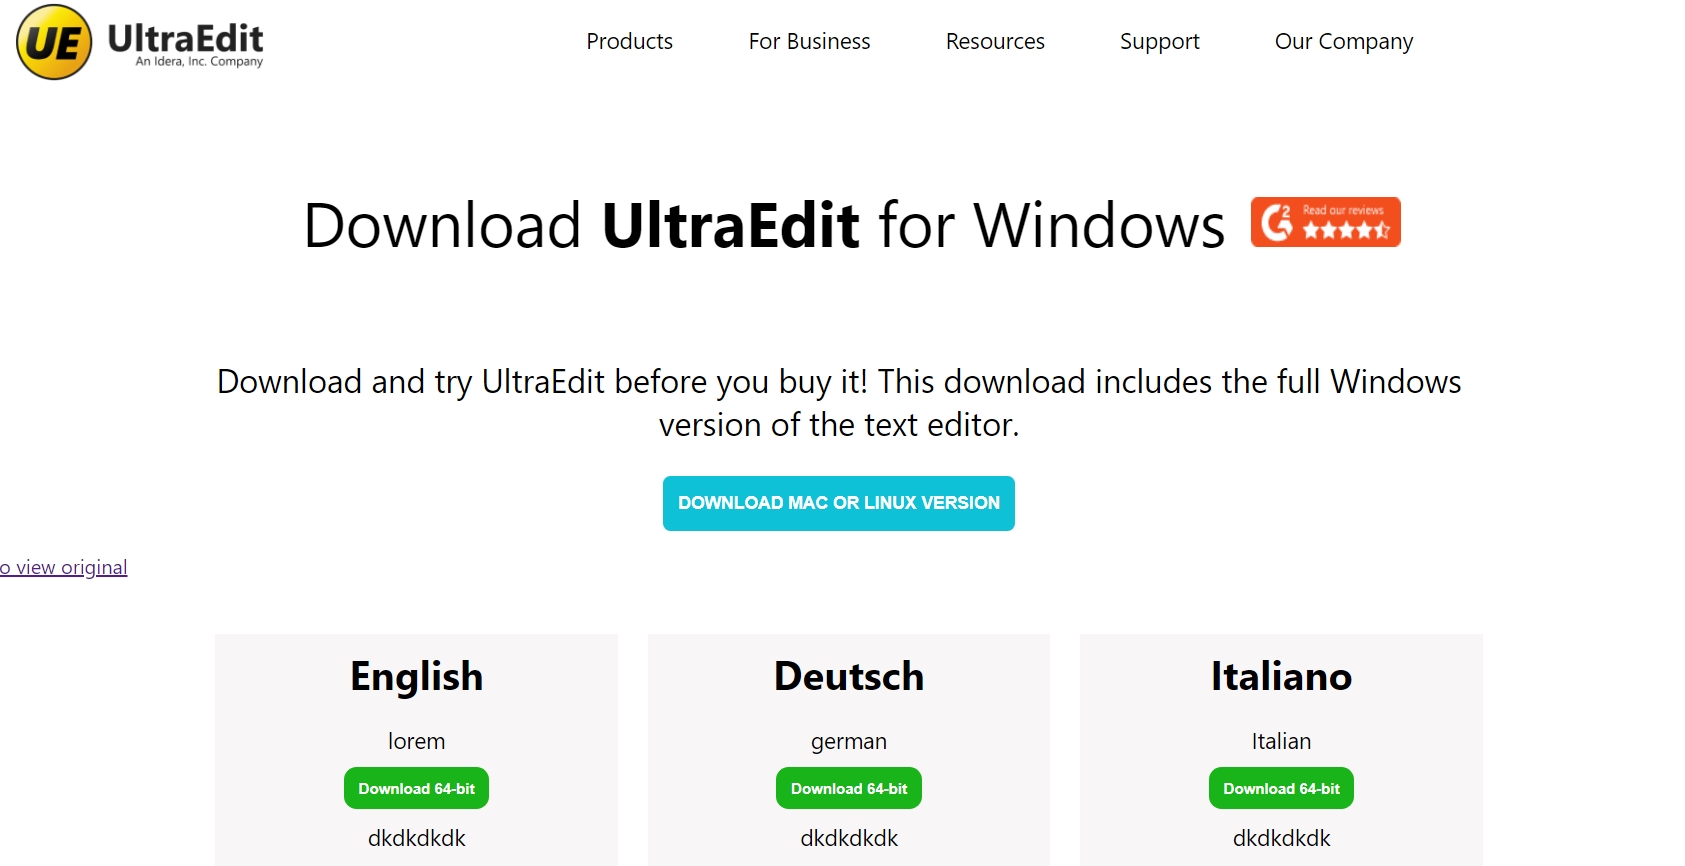 UE UltraEdit
An Idera, Inc. Company
Products For Business Resources Support Our Company
Download UltraEdit for Windows
G2 Read our reviews
Download and try UltraEdit before you buy it! This download includes the full Windows
version of the text editor.
DOWNLOAD MAC OR LINUX VERSION
o view original
English
lorem
Download 64-bit
dkdkdkdk
Deutsch
german
Download 64-bit
dkdkdkdk
Italiano
Italian
Download 64-bit
dkdkdkdk